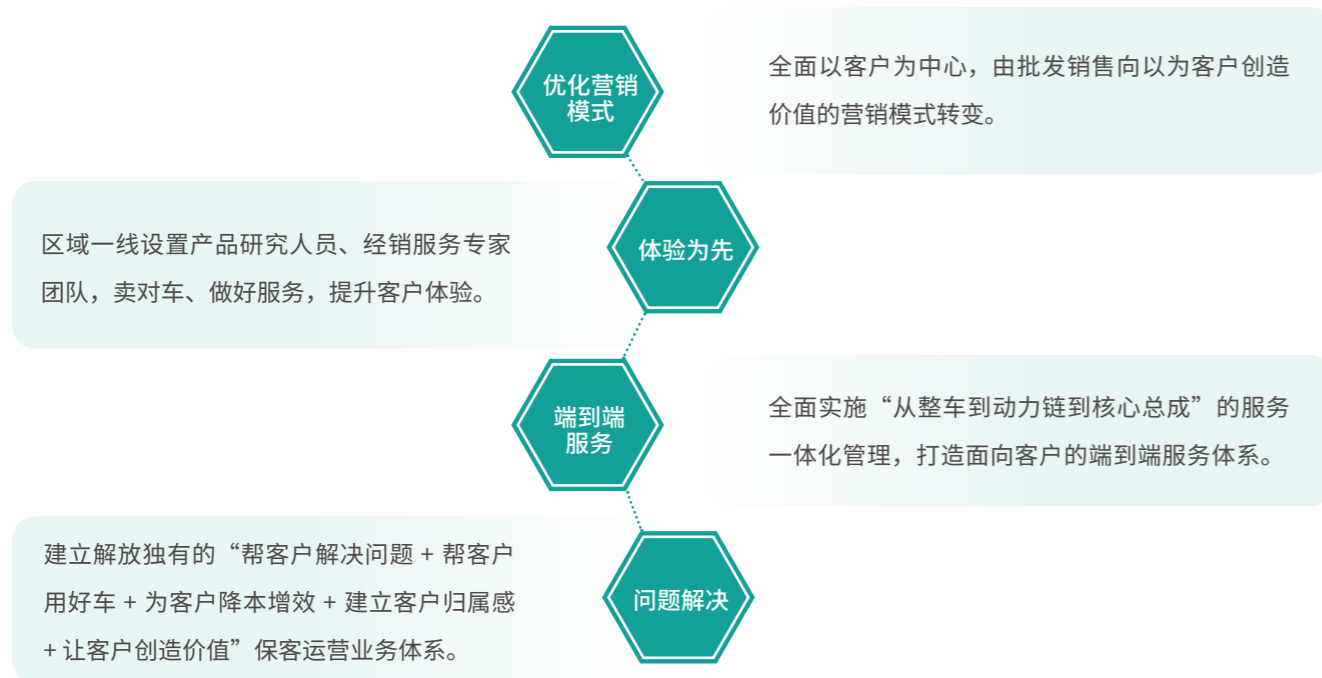 优化营销
模式
全面以客户为中心，由批发销售向以为客户创造
价值的营销模式转变。
体验为先
区域一线设置产品研究人员、经销服务专家
团队，卖对车、做好服务，提升客户体验。
端到端
服务
全面实施“从整车到动力链到核心总成”的服务
一体化管理，打造面向客户的端到端服务体系。
问题解决
建立解放独有的“帮客户解决问题 + 帮客户
用好车 + 为客户降本增效 + 建立客户归属感
+ 让客户创造价值”保客运营业务体系。